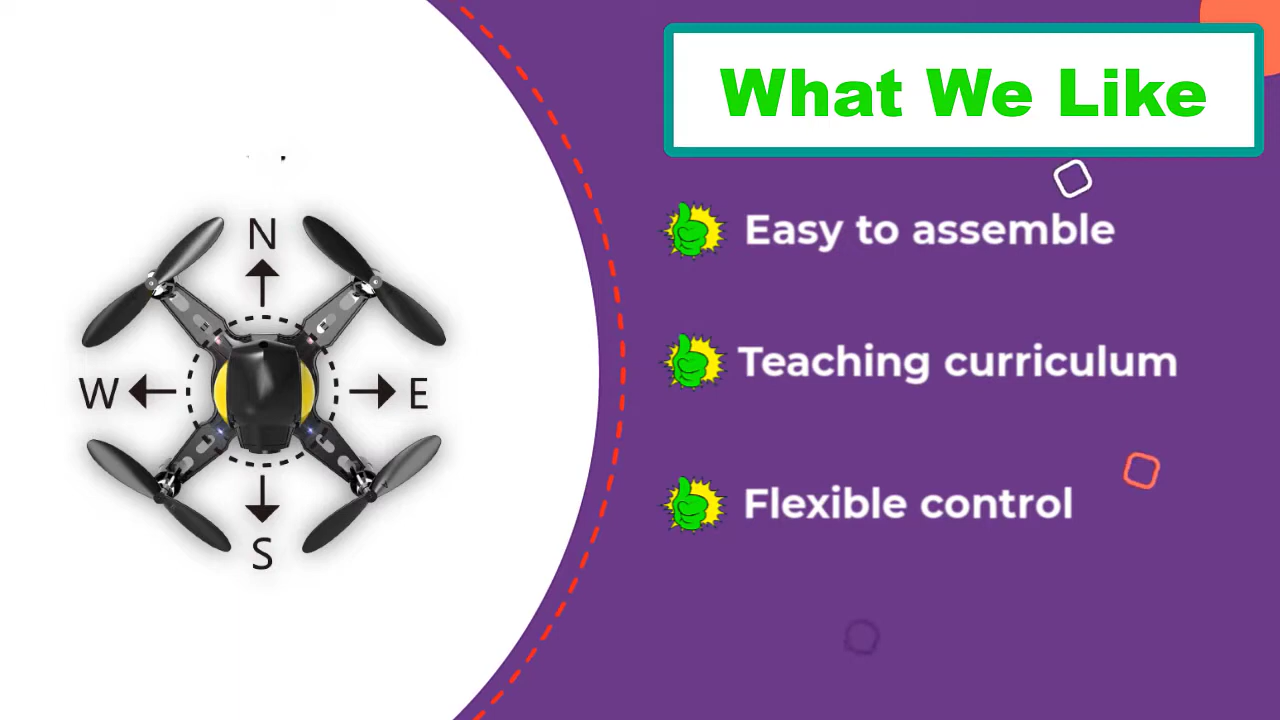 What We Like
Easy to assemble
Teaching curriculum
Flexible control
N
W
E
S